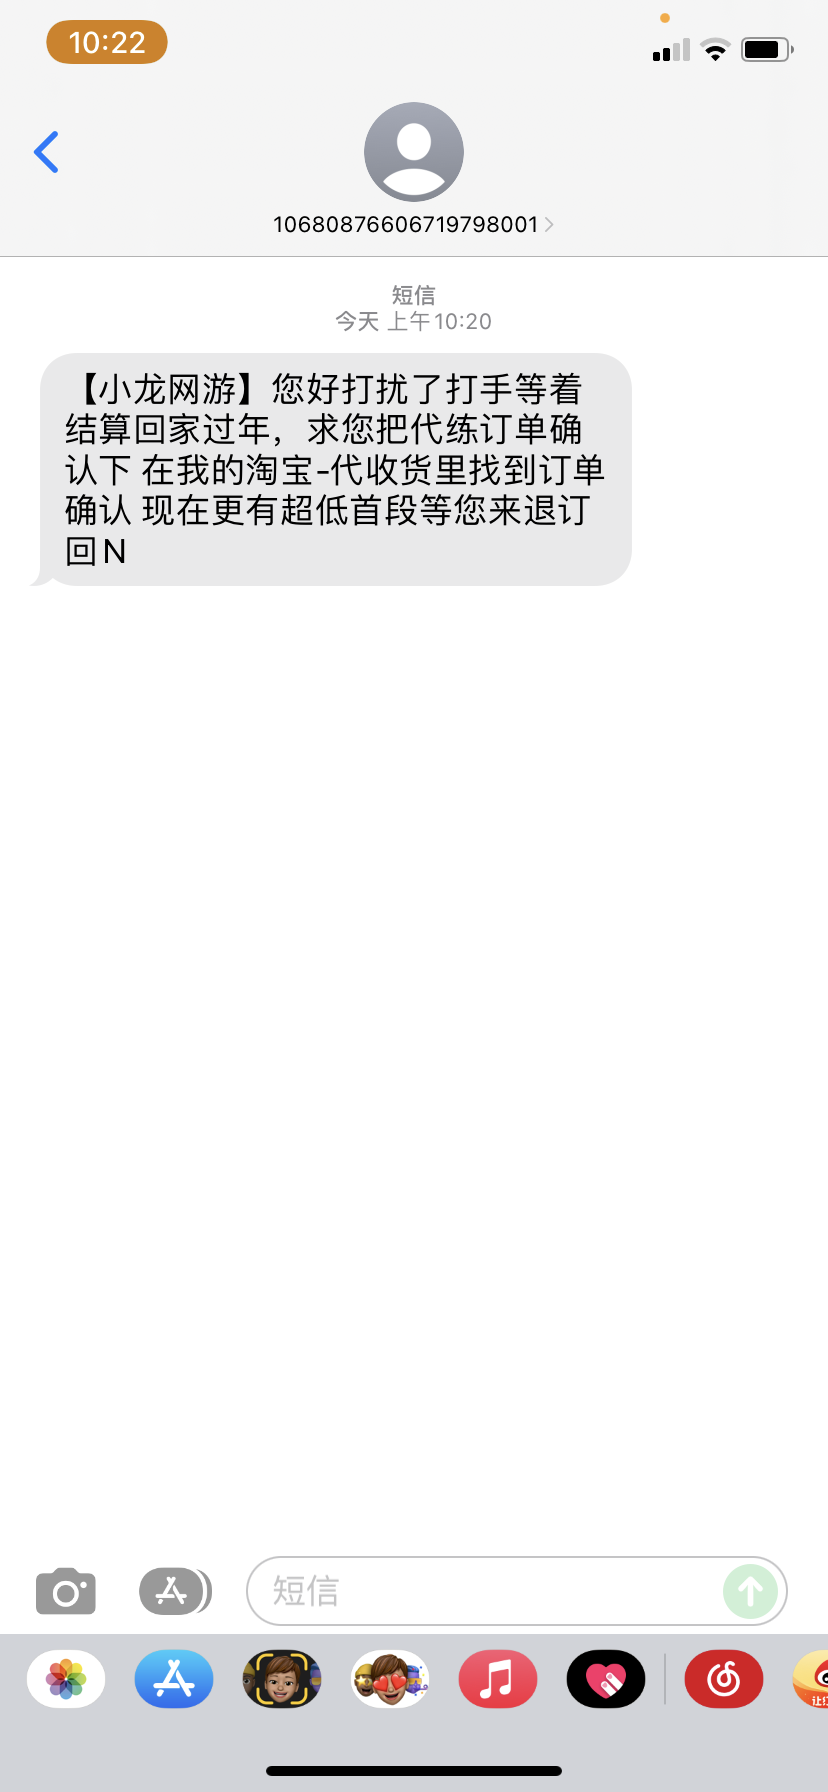 10:22
10680876606719798001
短信
今天 上午10:20
【小龙网游】您好打扰了打手等着
结算回家过年，求您把代练订单确
认下 在我的淘宝-代收货里找到订单
确认 现在更有超低首段等您来退订
回N
短信